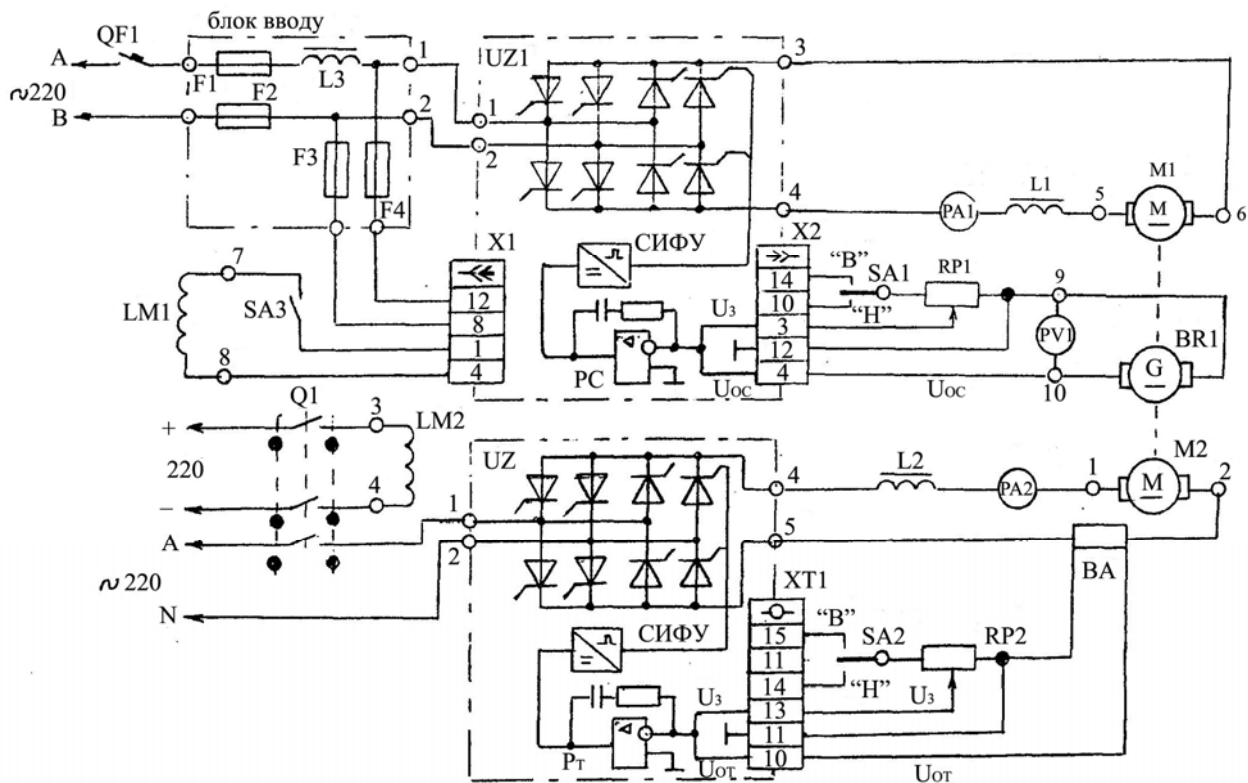 блок вводу
QF1
A
F1
L3
1
UZ1
3
~220
F2
2
1
B
2
F3
F4
4
PA1
L1
5
M1
M
6
X1
СИФУ
X2
7
12
14
“В”
SA1
RP1
9
LM1
SA3
8
10
“Н”
Uз
3
PV1
BR1
1
12
G
8
4
РС
Uос
4
Uос
10
Q1
3
LM2
+
UZ
M2
220
4
4
L2
PA2
1
M
2
−
1
5
A
2
BA
~220
XT1
N
15
“В”
SA2
RP2
СИФУ
11
14
“Н”
Uз
Uз
13
11
Рт
Uот
10
Uот